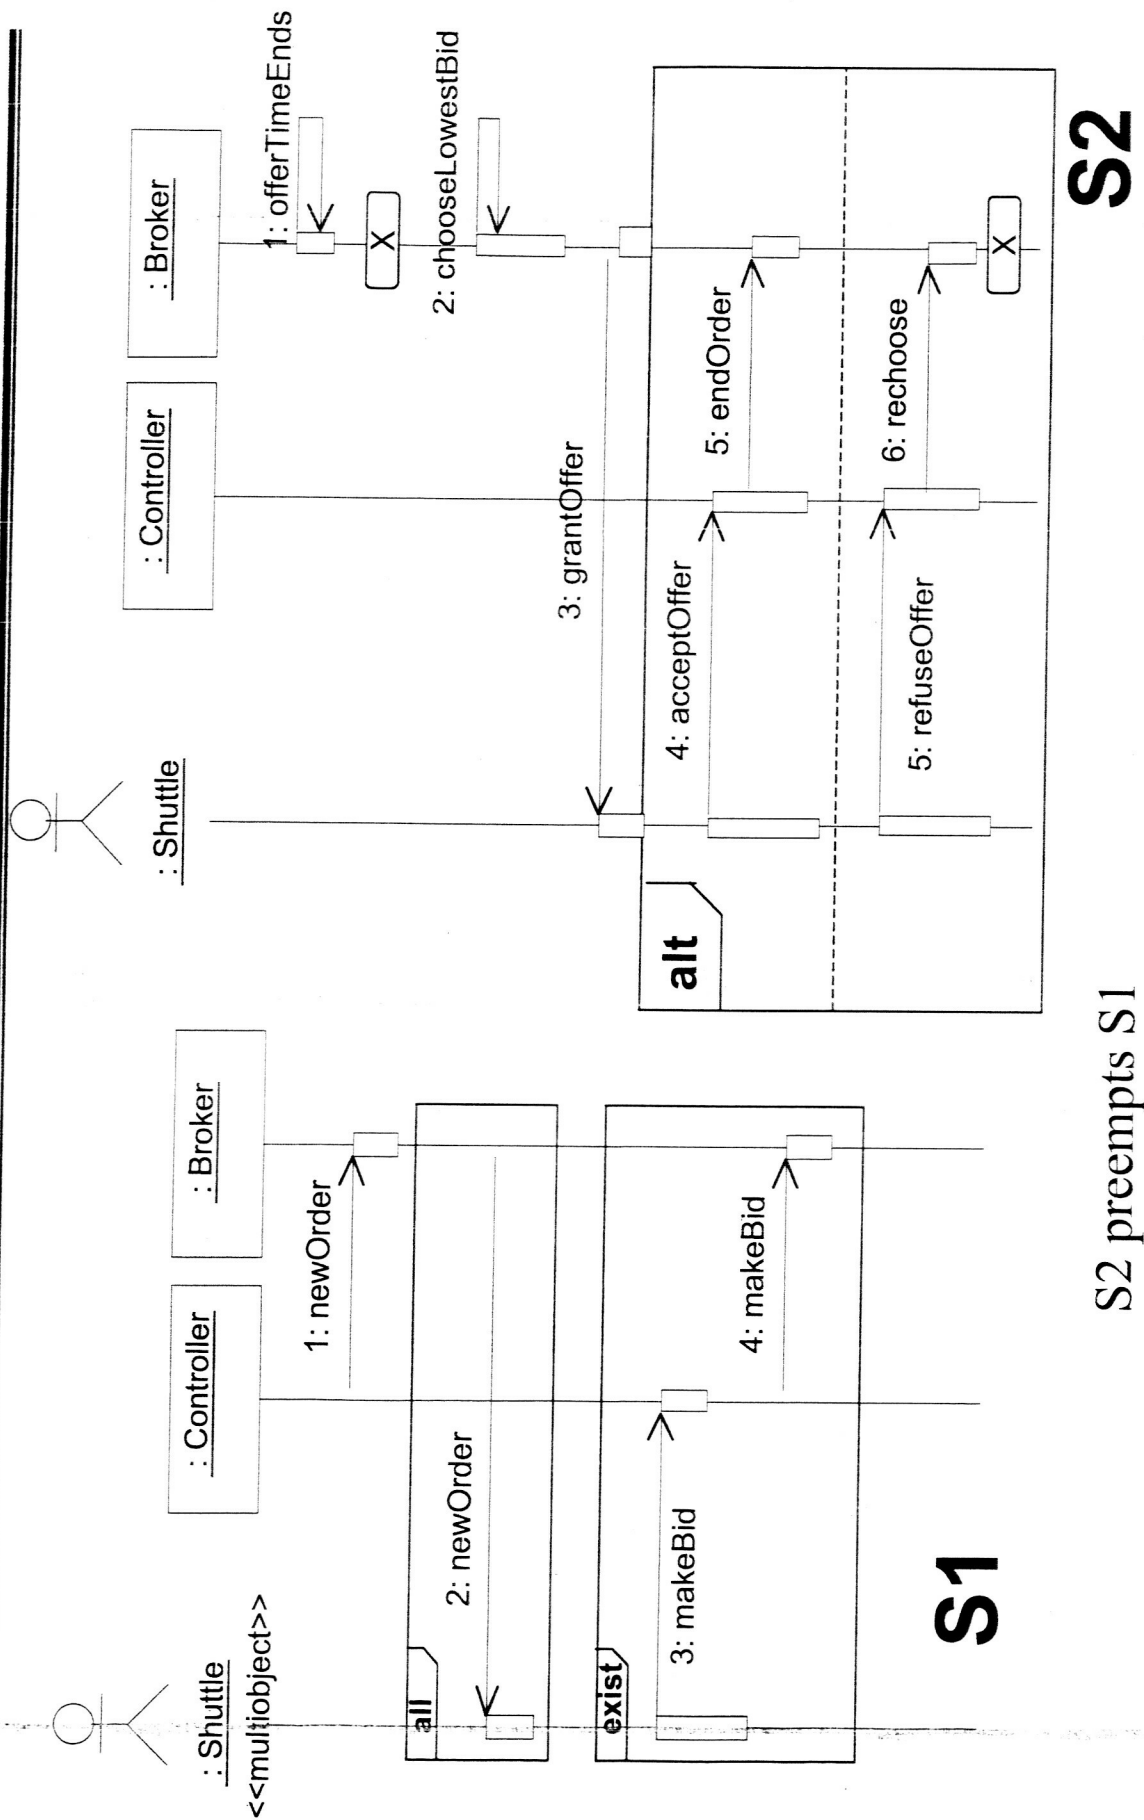 : Shuttle
<<multiobject>>
: Controller
: Broker
1: newOrder
all
2: newOrder
exist
3: makeBid
4: makeBid
S1
: Shuttle
: Controller
: Broker
1: offerTimeEnds
X
2: chooseLowestBid
3: grantOffer
alt
4: acceptOffer
5: endOrder
5: refuseOffer
6: rechoose
X
S2
S2 preempts S1